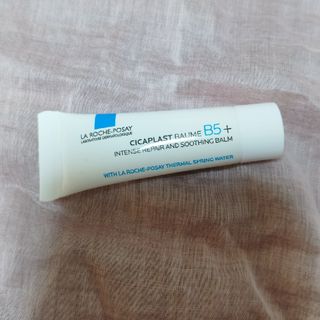 LA ROCHE-POSAY
LABORATOIRE DERMATOLOGIQUE
CICAPLAST BAUME B5+
INTENSE REPAIR AND SOOTHING BALM
WITH LA ROCHE-POSAY THERMAL SPRING WATER